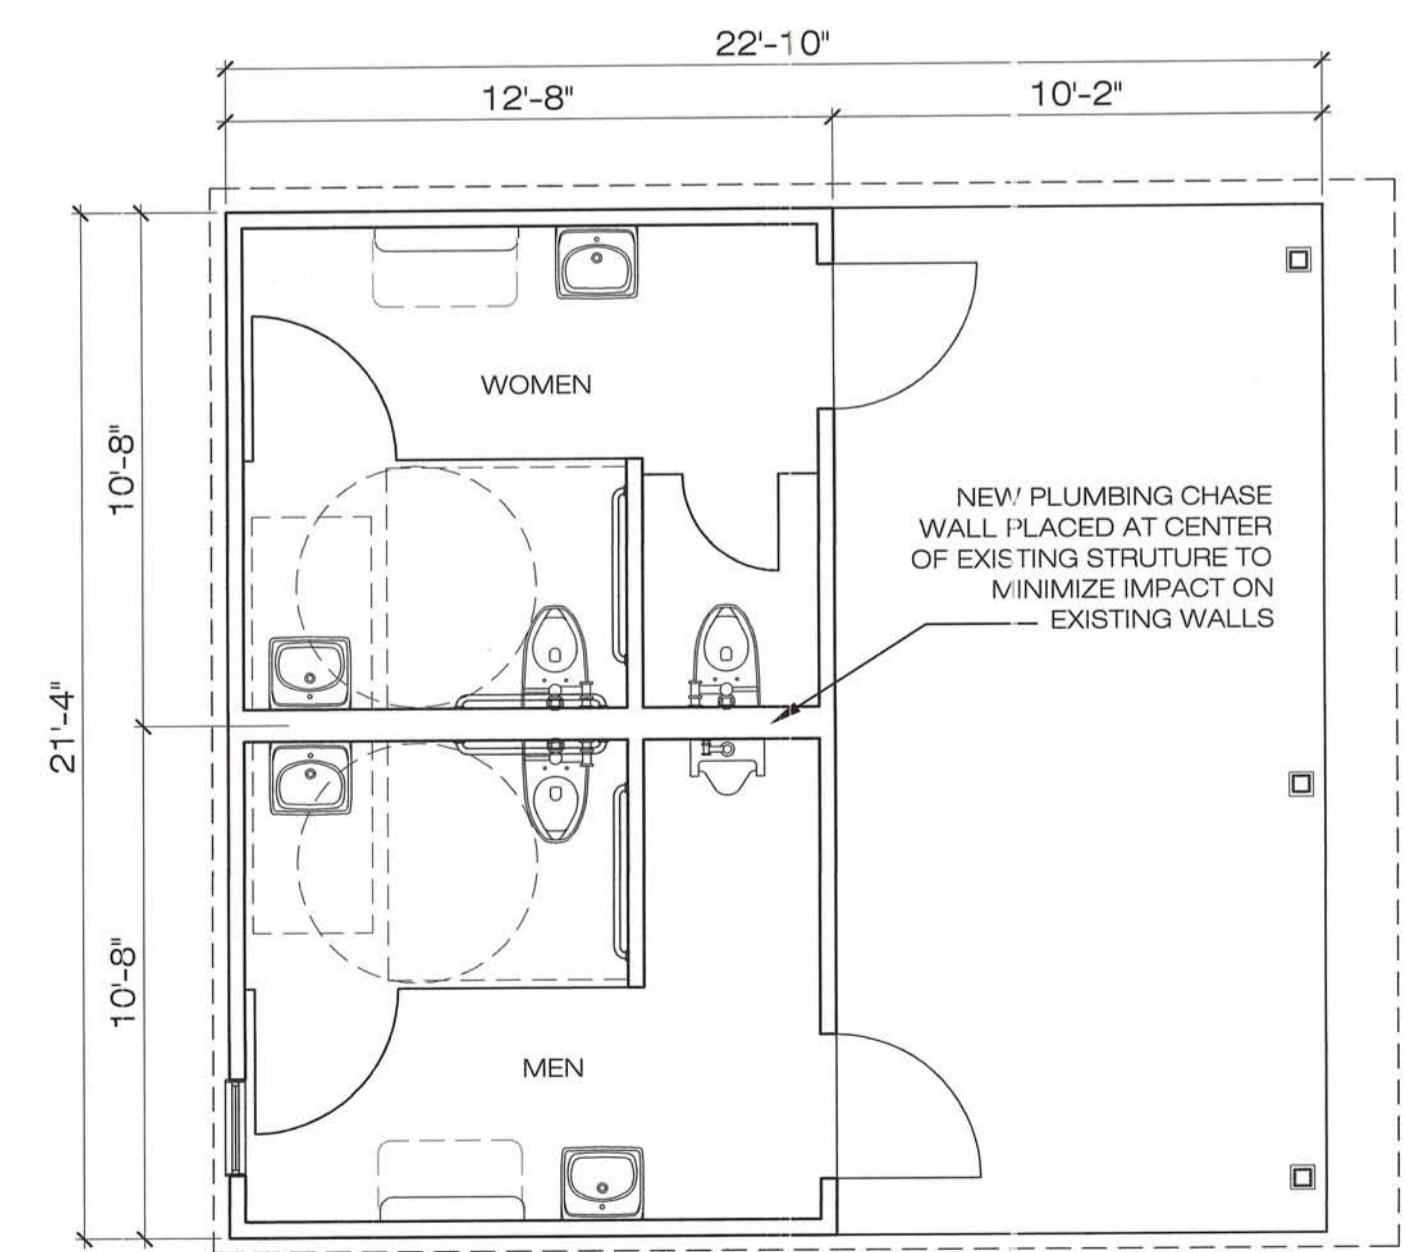 22'-10"
12'-8"
10'-2"
10'-8"
21'-4"
10'-8"
WOMEN
NEW PLUMBING CHASE
WALL PLACED AT CENTER
OF EXISTING STRUTURE TO
MINIMIZE IMPACT ON
EXISTING WALLS
MEN